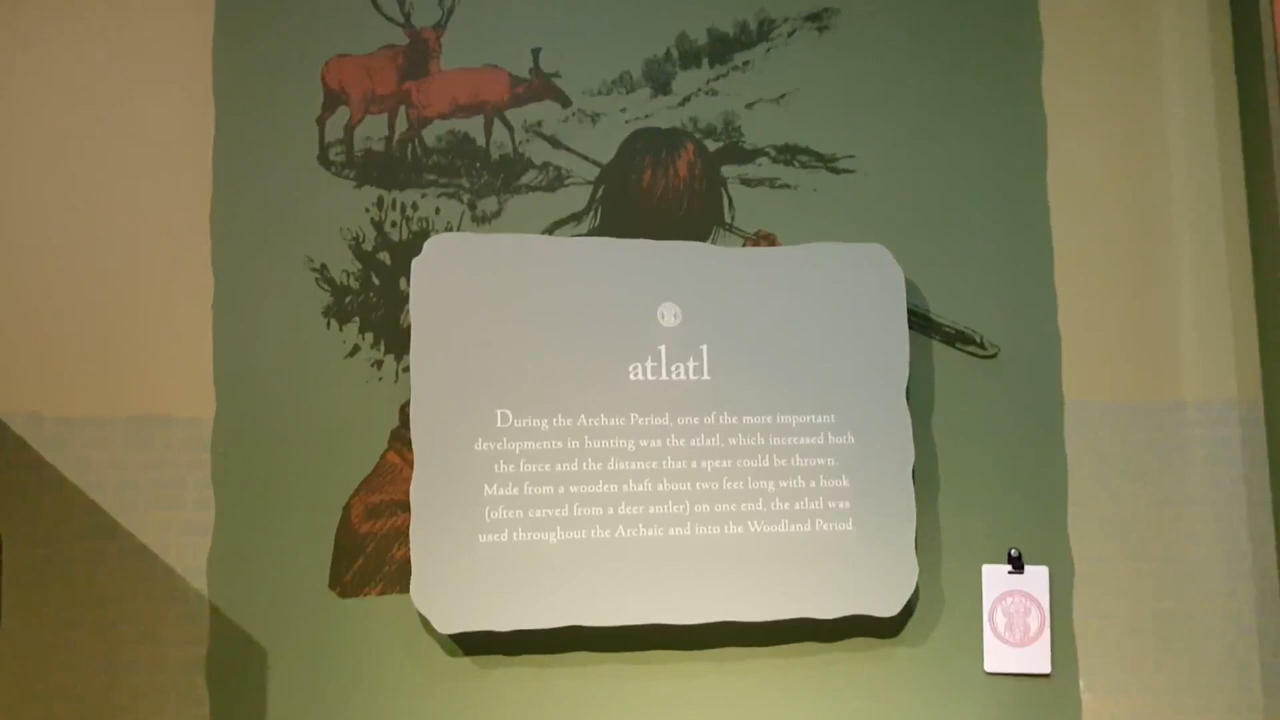 atlatl
During the Archaic Period, one of the more important
developments in hunting was the atlatl, which increased both
the force and the distance that a spear could be thrown.
Made from a wooden shaft about two feet long with a hook
(often carved from a deer antler) on one end, the atlatl was
used throughout the Archaic and into the Woodland Period.